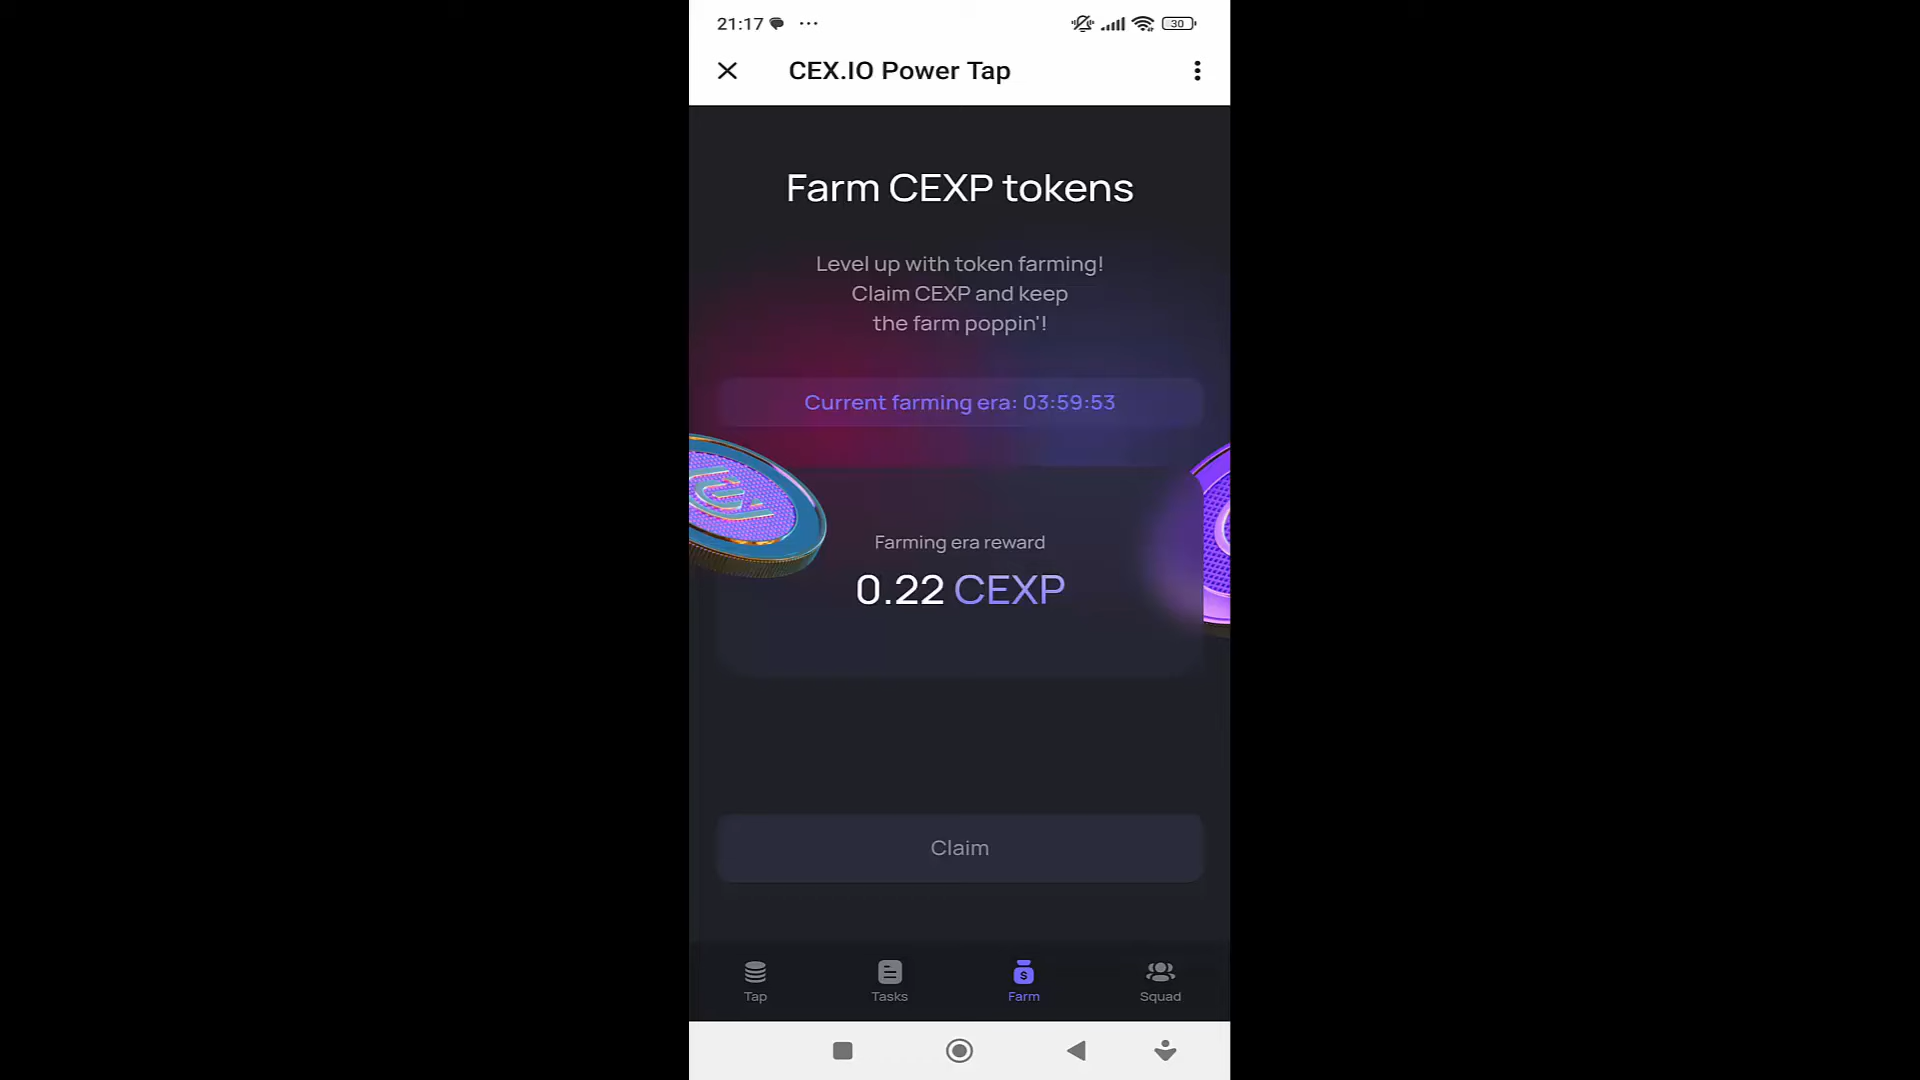 21:17
30
CEX.IO Power Tap
Farm CEXP tokens
Level up with token farming!
Claim CEXP and keep
the farm poppin'!
Current farming era: 03:59:53
Farming era reward
0.22 CEXP
Claim
Tap
Tasks
Farm
Squad